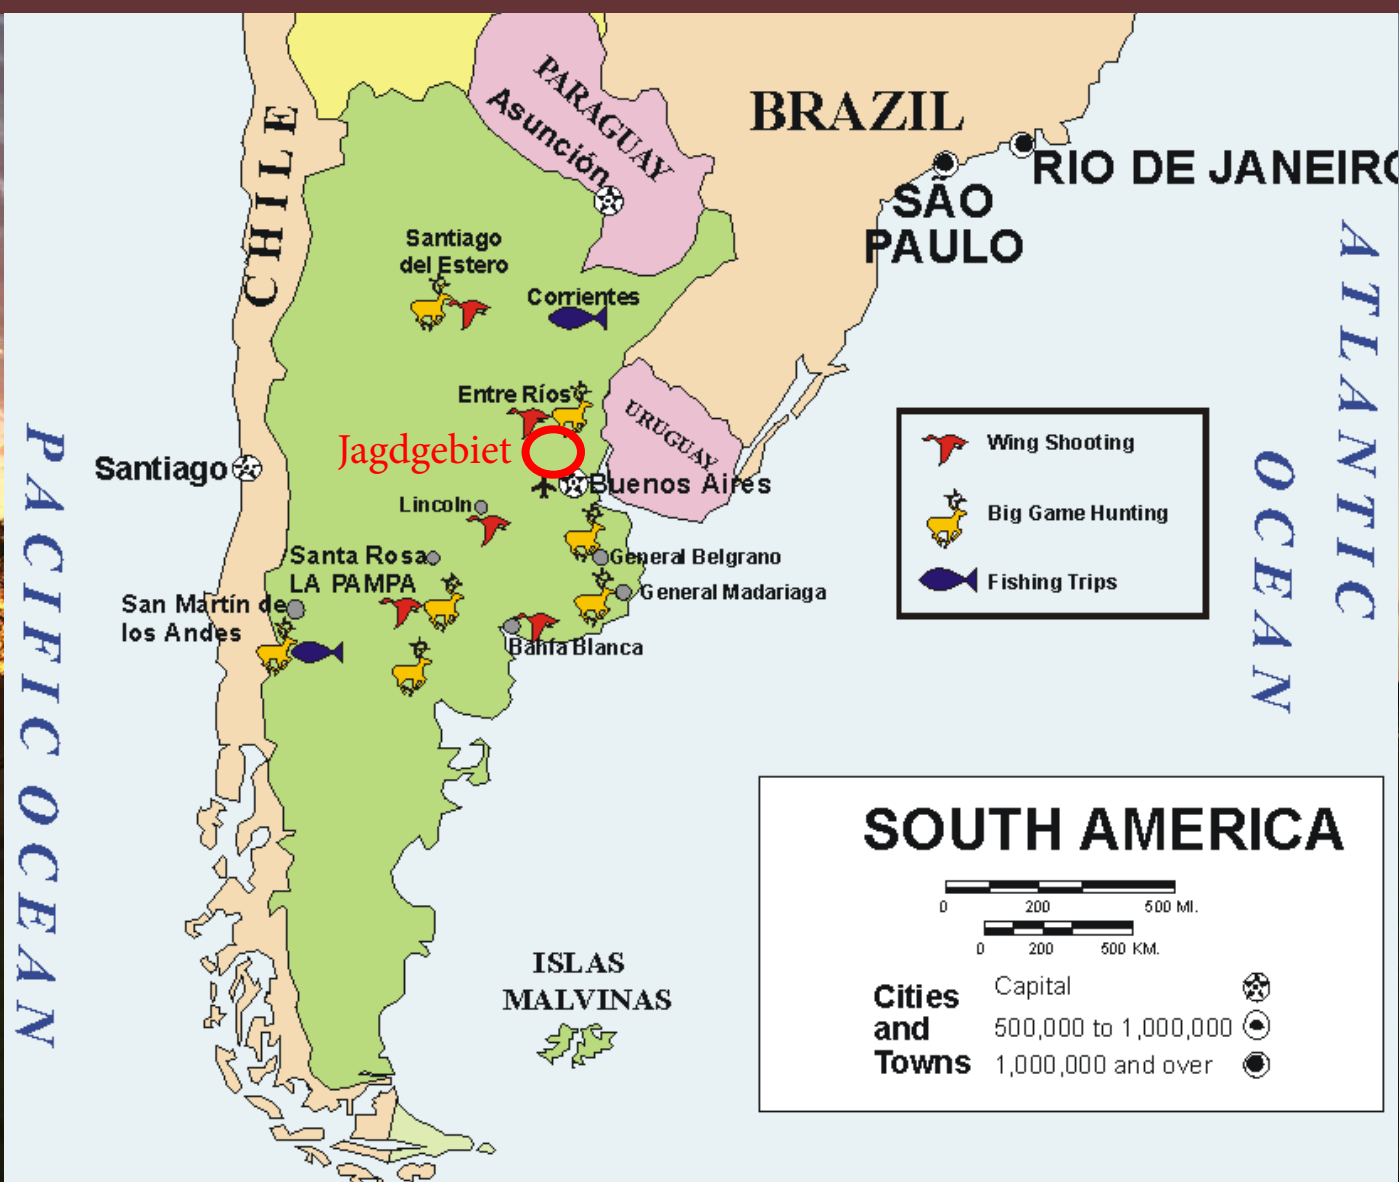 PARAGUAY
Asunción
BRAZIL
CHILE
RIO DE JANEIRO
SÃO
PAULO
ATLANTIC
OCEAN
Santiago
del Estero
Corrientes
Entre Ríos
URUGUAY
Jagdgebiet
Santiago
Buenos Aires
Lincoln
Santa Rosa
LA PAMPA
General Belgrano
General Madariaga
San Martín de
los Andes
Bahía Blanca
PACIFIC OCEAN
Wing Shooting
Big Game Hunting
Fishing Trips
ISLAS
MALVINAS
SOUTH AMERICA
0 200 500 MI.
0 200 500 KM.
Cities
and
Towns
Capital
500,000 to 1,000,000
1,000,000 and over